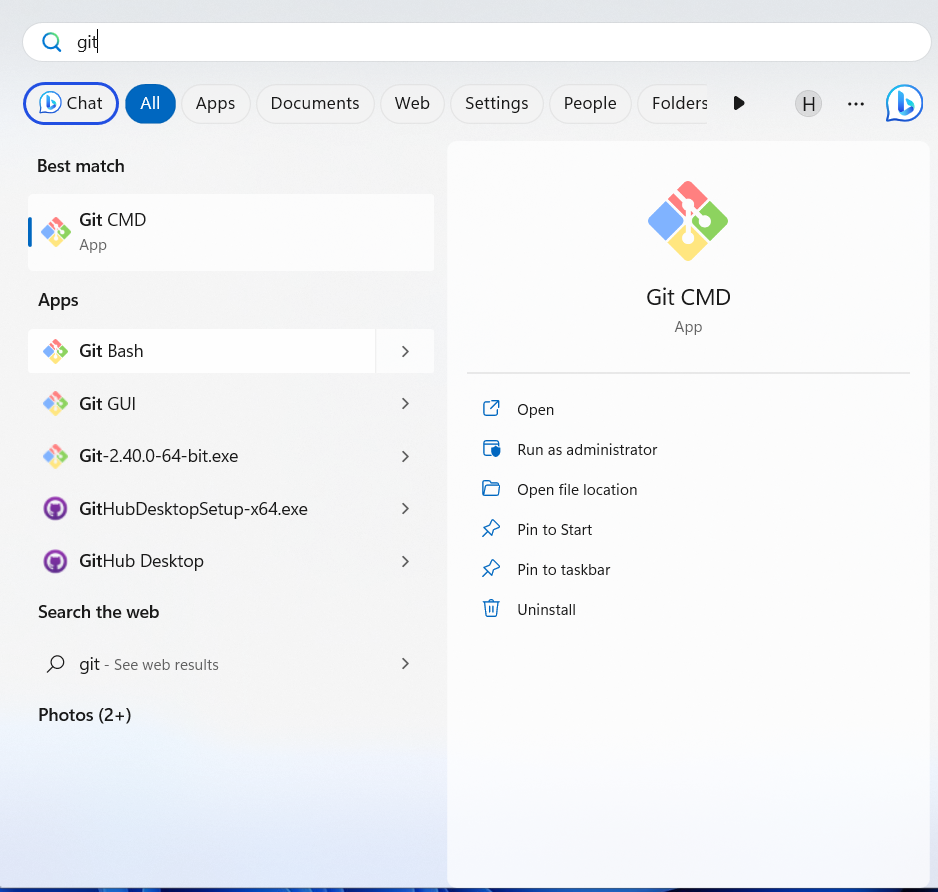 git
Chat
All
Apps
Documents
Web
Settings
People
Folders
H
Best match
Git CMD
App
Apps
Git Bash
Git GUI
Git-2.40.0-64-bit.exe
GitHubDesktopSetup-x64.exe
GitHub Desktop
Search the web
git - See web results
Photos (2+)
Git CMD
App
Open
Run as administrator
Open file location
Pin to Start
Pin to taskbar
Uninstall